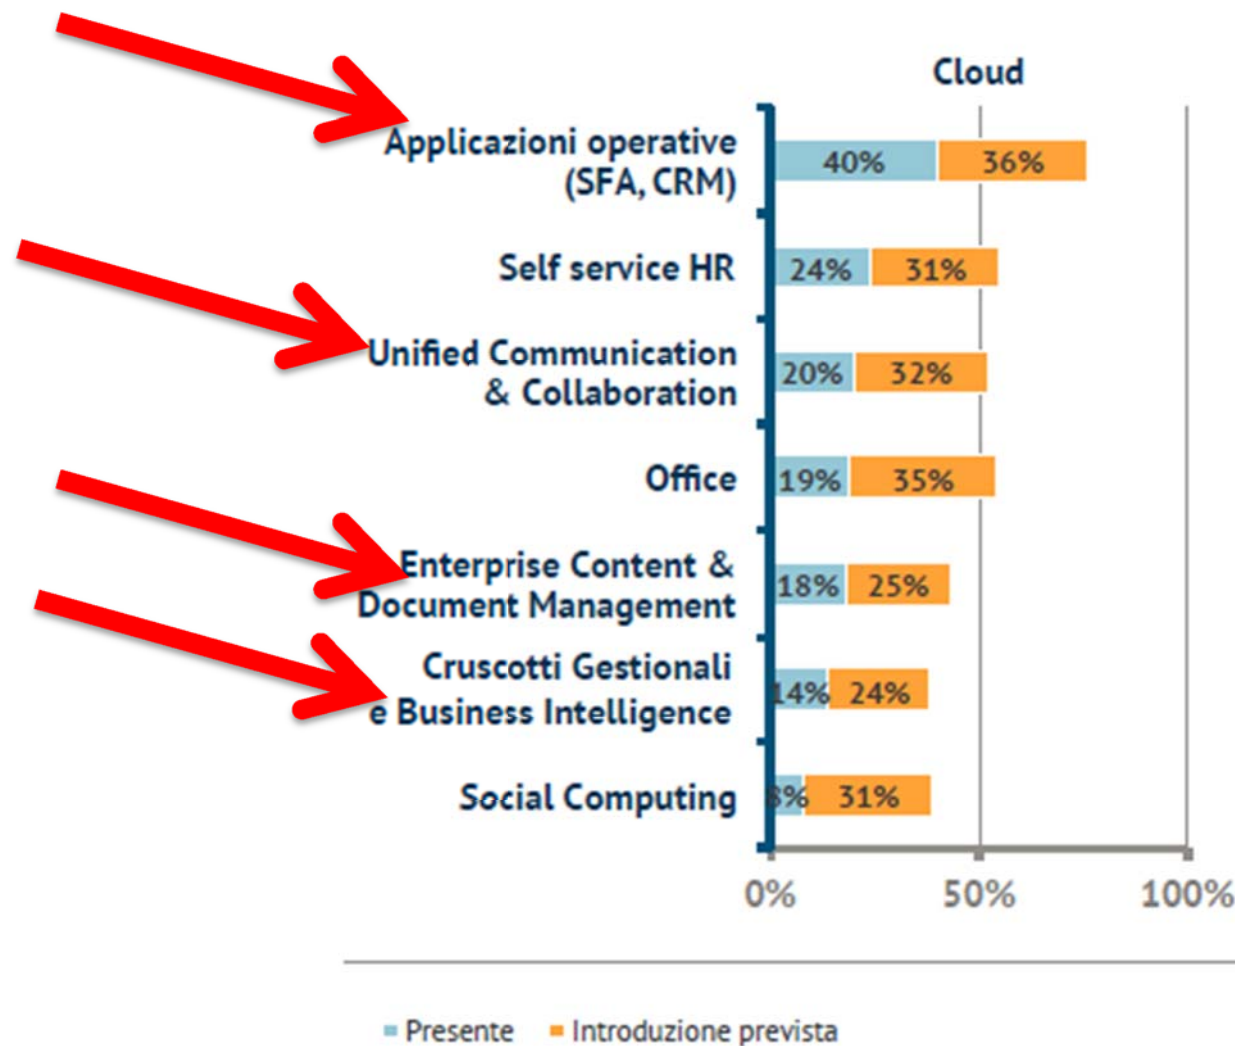 Cloud
Applicazioni operative
(SFA, CRM)
40% 36%
Self service HR
24% 31%
Unified Communication
& Collaboration
20% 32%
Office
19% 35%
Enterprise Content &
Document Management
18% 25%
Cruscotti Gestionali
e Business Intelligence
14% 24%
Social Computing
8% 31%
0% 50% 100%
Presente Introduzione prevista